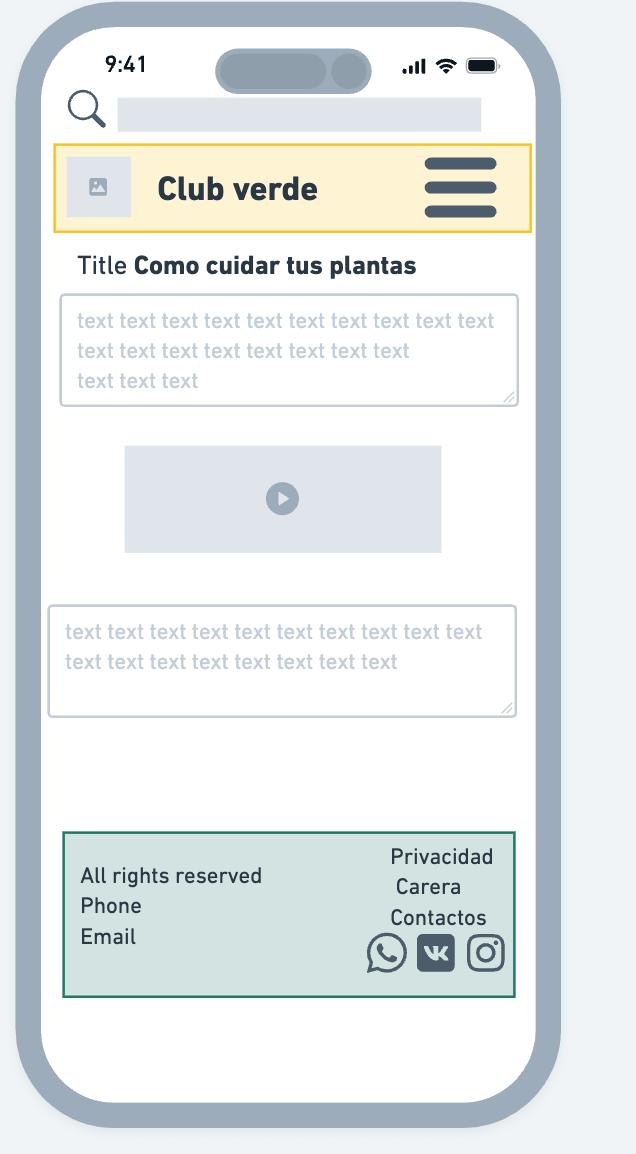 9:41
Club verde
Title Como cuidar tus plantas
text text text text text text text text text text
text text text text text text text text
text text text
text text text text text text text text text text
text text text text text text text text
All rights reserved
Phone
Email
Privacidad
Carera
Contactos